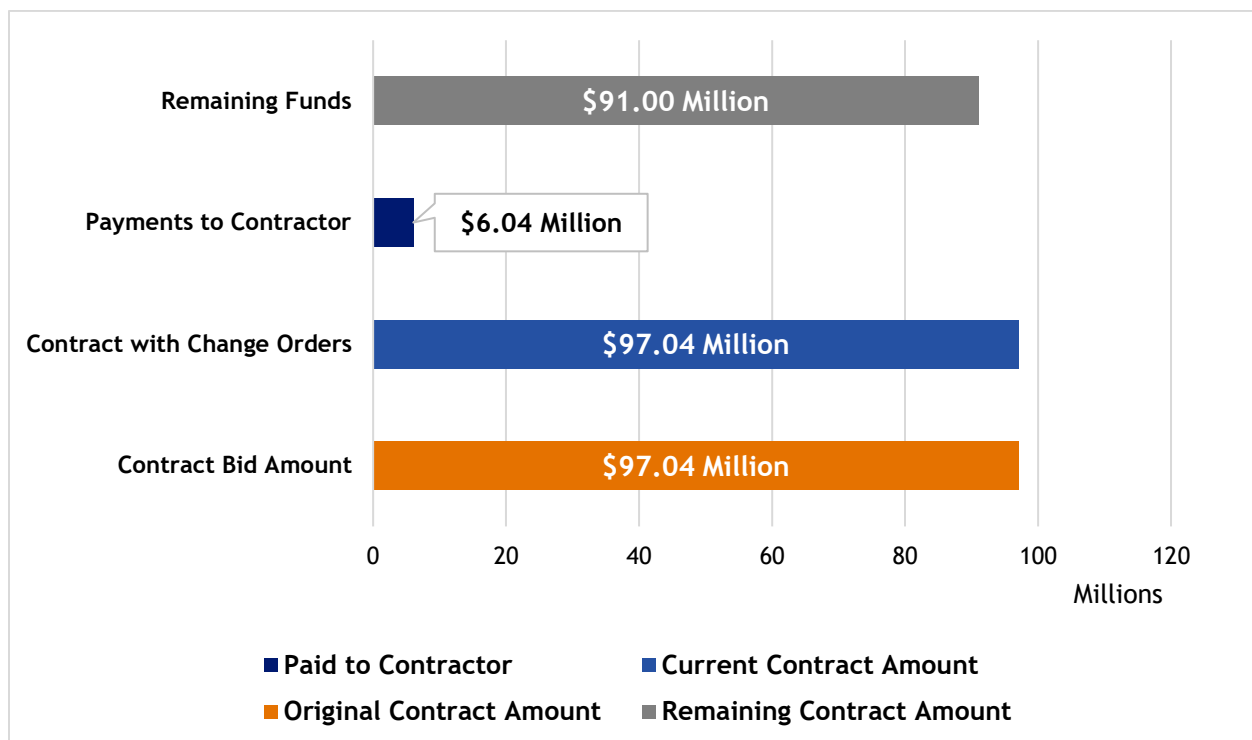 Remaining Funds
$91.00 Million
Payments to Contractor
$6.04 Million
Contract with Change Orders
$97.04 Million
Contract Bid Amount
$97.04 Million
0 20 40 60 80 100 120
Millions
Paid to Contractor
Current Contract Amount
Original Contract Amount
Remaining Contract Amount